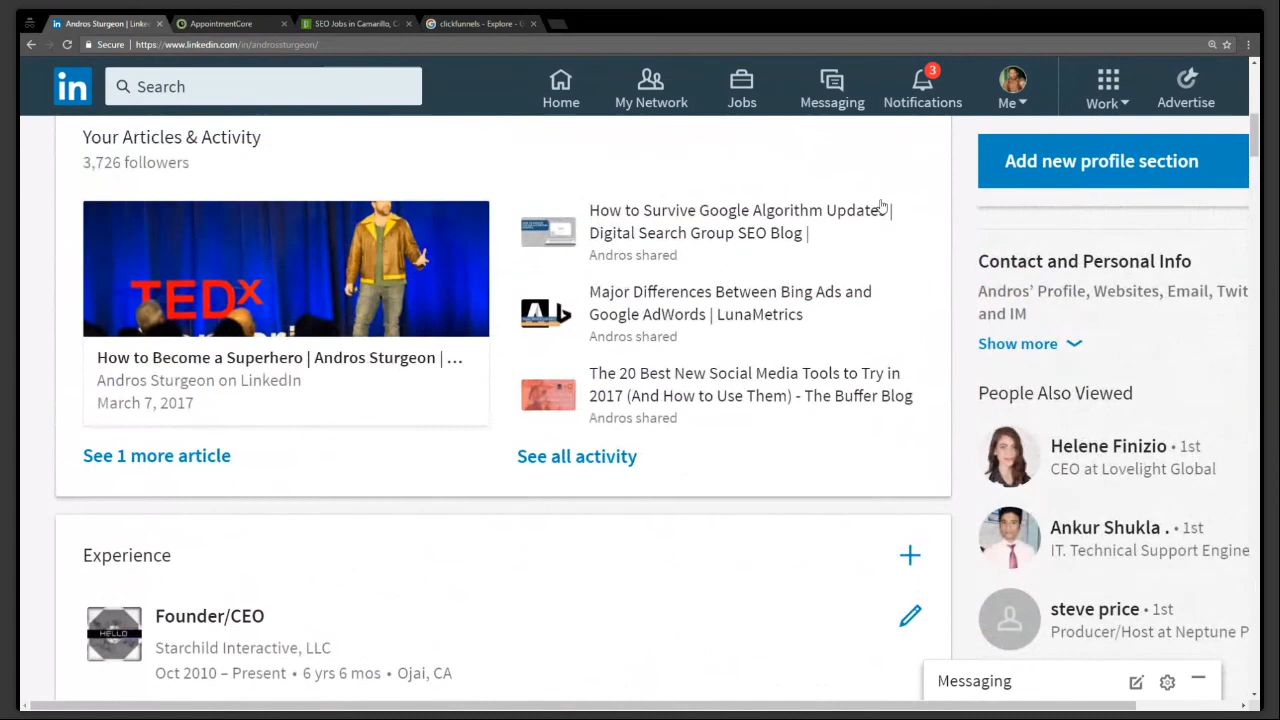 Andros Sturgeon | Linke
AppointmentCore
SEO Jobs in Camarillo, C
clickfunnels - Explore - G
Secure
https://www.linkedin.com/in/androssturgeon/
in
Search
Home
My Network
Jobs
Messaging
3
Notifications
Me
Work
Advertise
Your Articles & Activity
3,726 followers
TEDx
How to Become a Superhero | Andros Sturgeon | ...
Andros Sturgeon on LinkedIn
March 7, 2017
See 1 more article
How to Survive Google Algorithm Updates |
Digital Search Group SEO Blog |
Andros shared
Major Differences Between Bing Ads and
Google AdWords | LunaMetrics
Andros shared
The 20 Best New Social Media Tools to Try in
2017 (And How to Use Them) - The Buffer Blog
Andros shared
See all activity
Experience
HELLO
Founder/CEO
Starchild Interactive, LLC
Oct 2010 – Present • 6 yrs 6 mos • Ojai, CA
Add new profile section
Contact and Personal Info
Andros’ Profile, Websites, Email, Twit
and IM
Show more
People Also Viewed
Helene Finizio • 1st
CEO at Lovelight Global
Ankur Shukla . • 1st
IT. Technical Support Engine
steve price • 1st
Producer/Host at Neptune P
Messaging